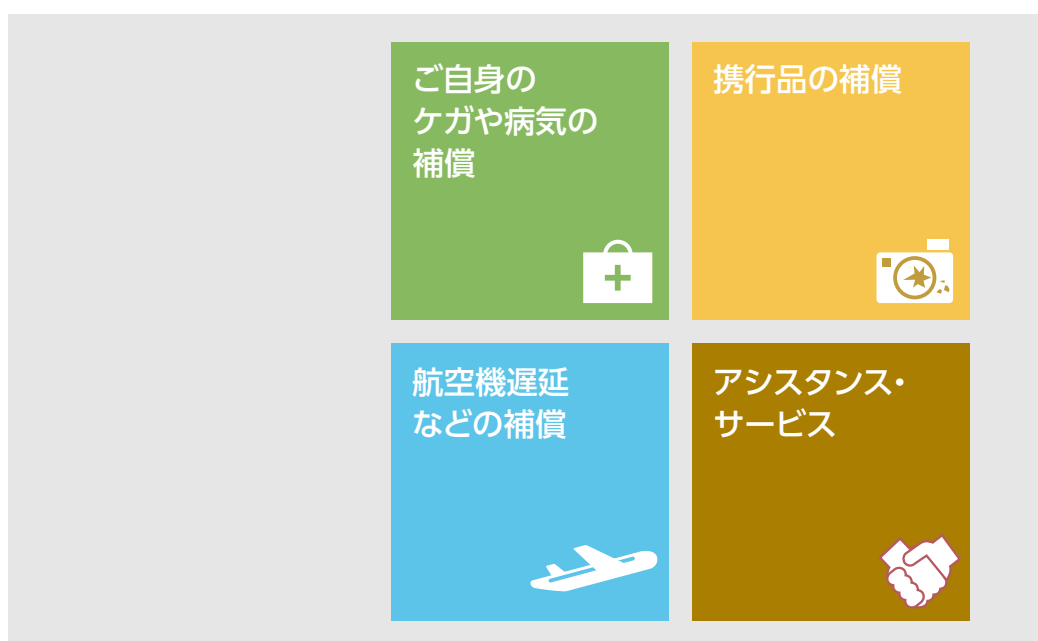 ご自身の
ケガや病気の
補償
携行品の補償
航空機遅延
などの補償
アシスタンス・
サービス